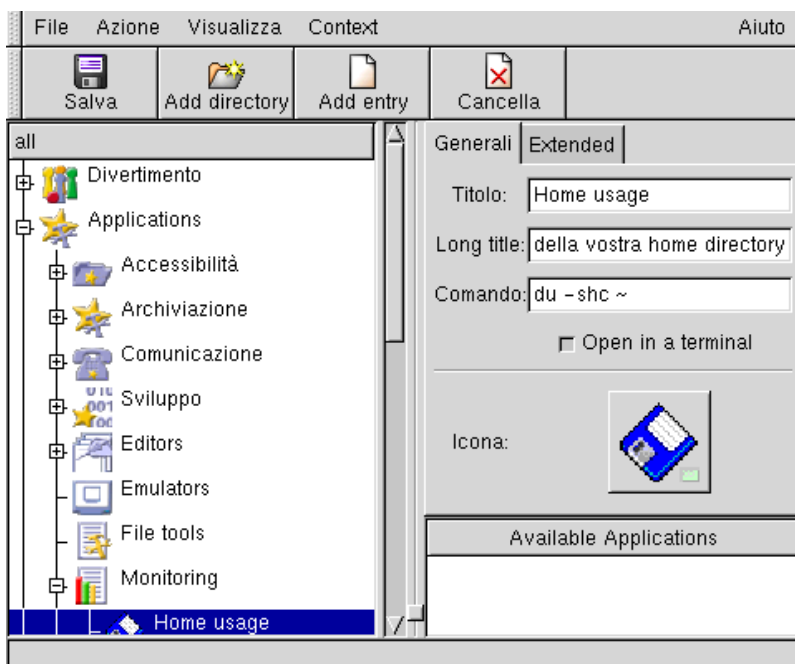 File Azione Visualizza Context Aiuto
Salva Add directory Add entry Cancella
all
Divertimento
Applications
Accessibilità
Archiviazione
Comunicazione
Sviluppo
Editors
Emulators
File tools
Monitoring
Home usage
Generali Extended
Titolo: Home usage
Long title: della vostra home directory
Comando: du -shc ~
Open in a terminal
Icona:
Available Applications